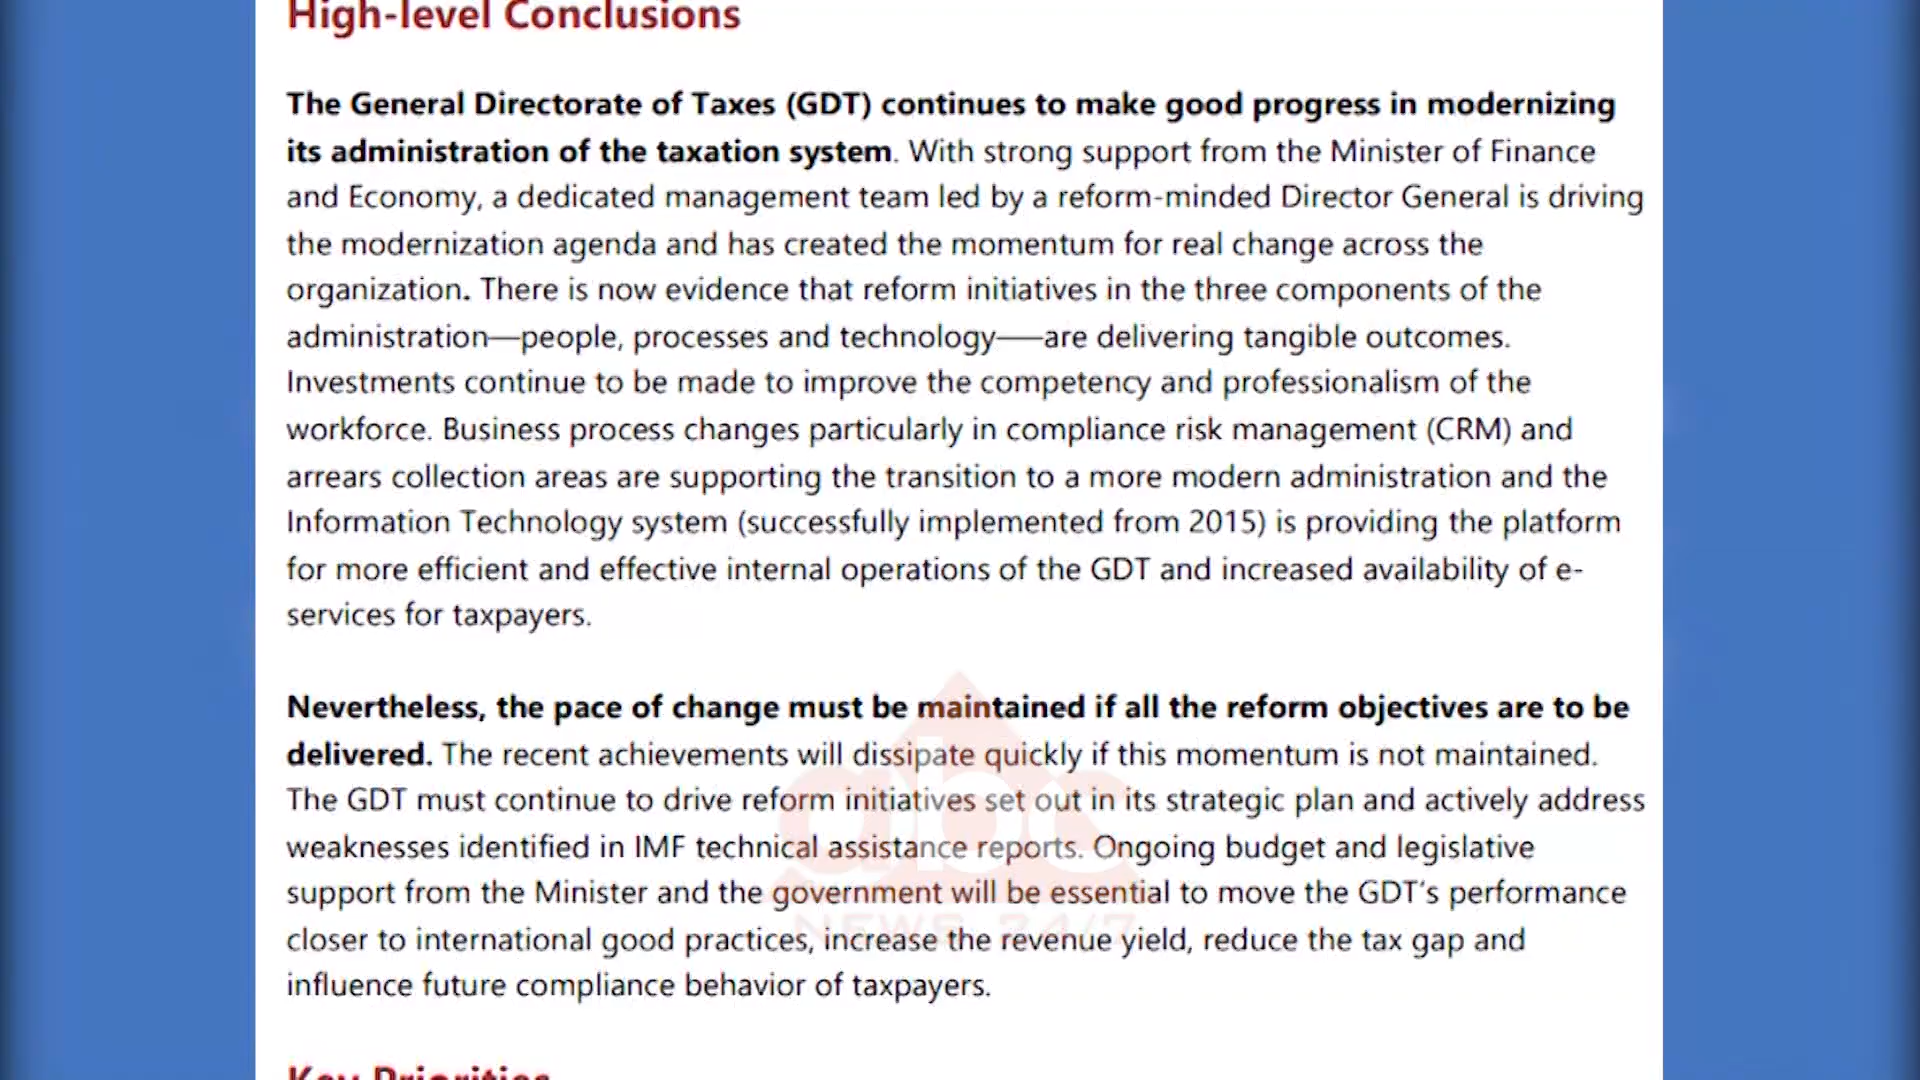 High-level Conclusions
The General Directorate of Taxes (GDT) continues to make good progress in modernizing
its administration of the taxation system. With strong support from the Minister of Finance
and Economy, a dedicated management team led by a reform-minded Director General is driving
the modernization agenda and has created the momentum for real change across the
organization. There is now evidence that reform initiatives in the three components of the
administration—people, processes and technology—–are delivering tangible outcomes.
Investments continue to be made to improve the competency and professionalism of the
workforce. Business process changes particularly in compliance risk management (CRM) and
arrears collection areas are supporting the transition to a more modern administration and the
Information Technology system (successfully implemented from 2015) is providing the platform
for more efficient and effective internal operations of the GDT and increased availability of e-
services for taxpayers.
Nevertheless, the pace of change must be maintained if all the reform objectives are to be
delivered. The recent achievements will dissipate quickly if this momentum is not maintained.
The GDT must continue to drive reform initiatives set out in its strategic plan and actively address
weaknesses identified in IMF technical assistance reports. Ongoing budget and legislative
support from the Minister and the government will be essential to move the GDT's performance
closer to international good practices, increase the revenue yield, reduce the tax gap and
influence future compliance behavior of taxpayers.
abc
NEWS 24/7
Key Priorities